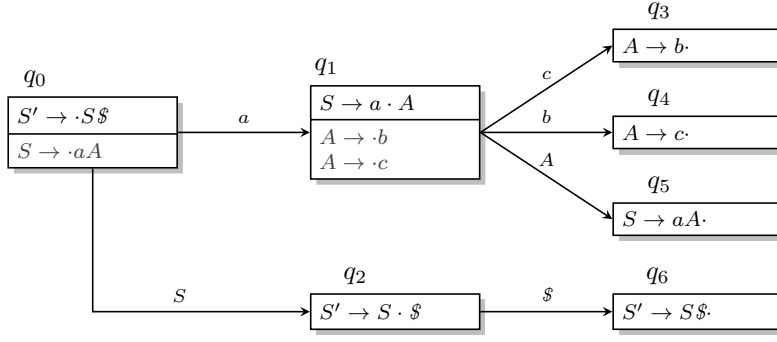 q₀
S′ → ·S$
S → ·aA
a
q₁
S → a · A
A → ·b
A → ·c
c
b
A
q₃
A → b·
q₄
A → c·
q₅
S → aA·
S
q₂
S′ → S · $
$
q₆
S′ → S$·